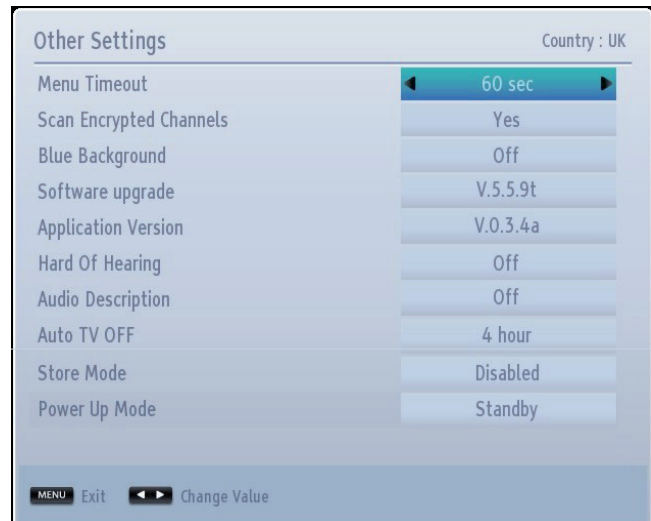 Other Settings Country : UK
Menu Timeout 60 sec
Scan Encrypted Channels Yes
Blue Background Off
Software upgrade V.5.5.9t
Application Version V.0.3.4a
Hard Of Hearing Off
Audio Description Off
Auto TV OFF 4 hour
Store Mode Disabled
Power Up Mode Standby
MENU Exit Change Value